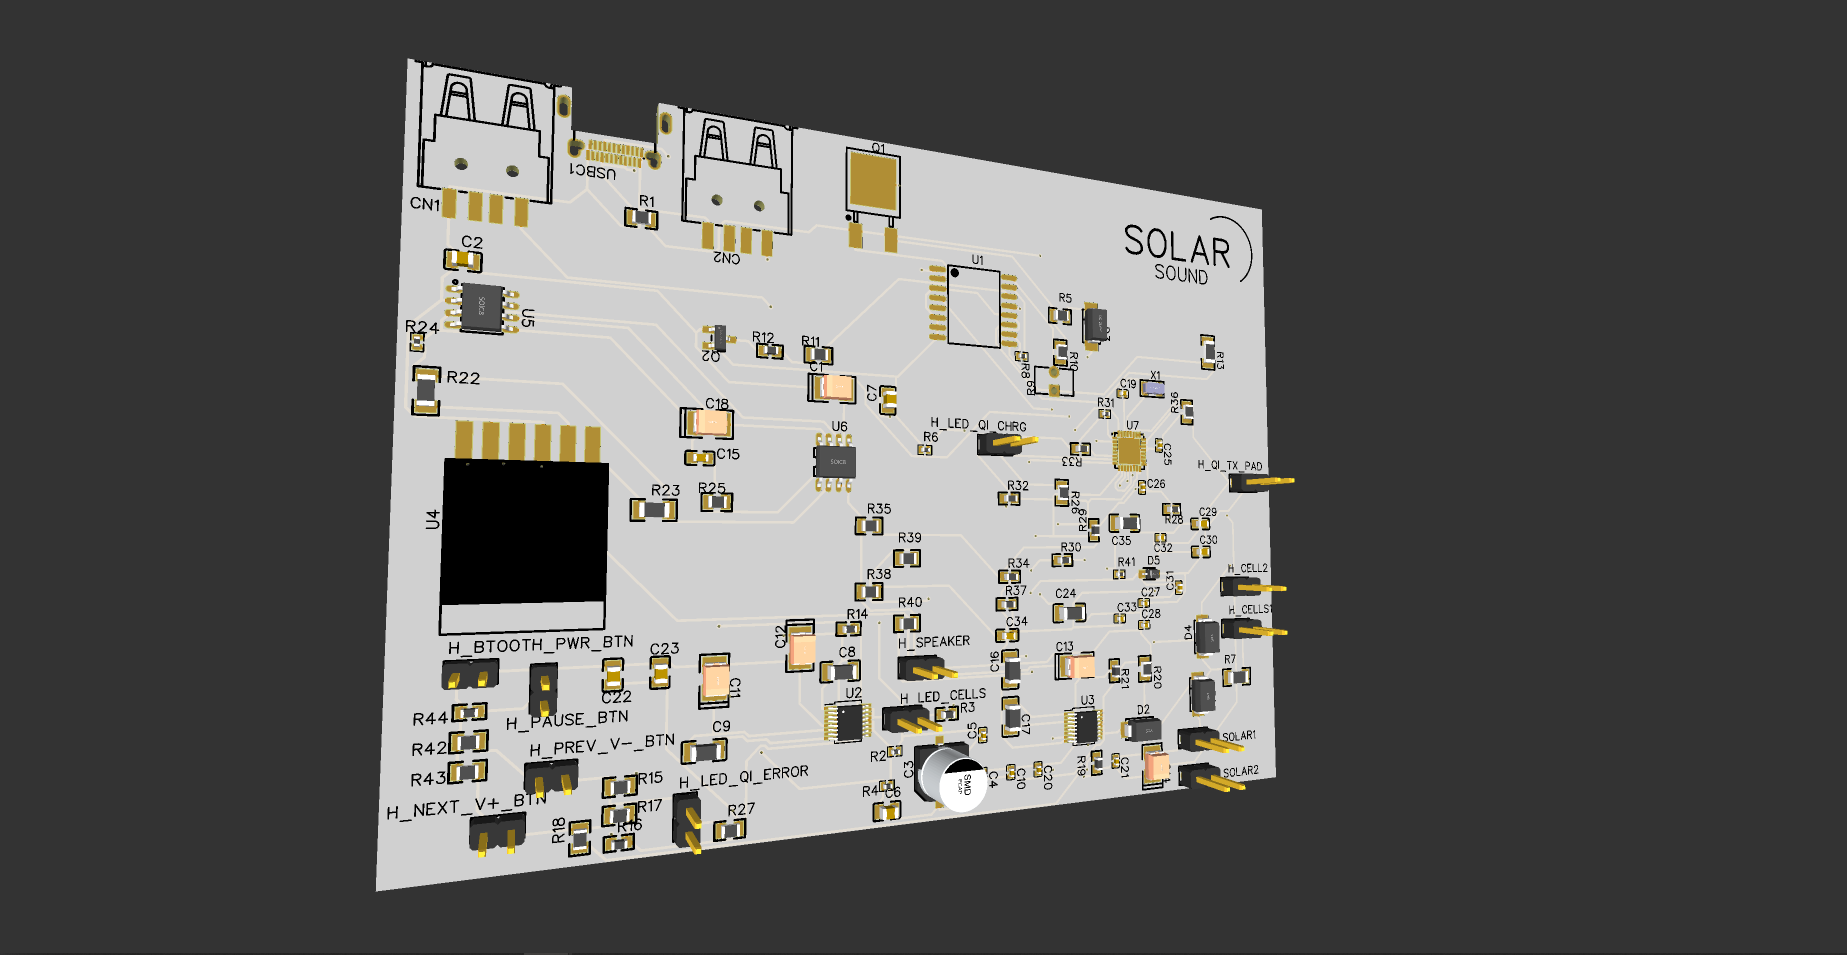 USBC1
CN1
R1
CN2
Q1
SOLAR
SOUND
C2
U1
SOIC8
U5
R24
R5
R22
Q2
R12
R11
C1
R10
R8
R9
R13
C7
C19
X1
R31
R36
C18
H_LED_QI_CHRG
U6
R6
U7
C25
SOIC8
C15
R33
H_QI_TX_PAD
R23
R25
R32
R26
C26
U4
R35
R29
C35
R28
C29
C32
C30
R39
R30
R34
R41
D5
C31
H_CELL2
R38
R37
C24
C27
C33
C28
R40
R14
C34
H_CELLS1
D4
H_BTOOTH_PWR_BTN
C23
C12
H_SPEAKER
C8
C16
C13
R21
R20
R7
C22
C11
R44
H_PAUSE_BTN
U2
H_LED_CELLS
R3
C17
U3
D2
R42
H_PREV_V-_BTN
C9
C5
SOLAR1
R43
R2
C3
R19
C21
SOLAR2
H_LED_QI_ERROR
R15
R4
C6
SMD
C4
C10
C20
H_NEXT_V+_BTN
R17
R18
R16
R27